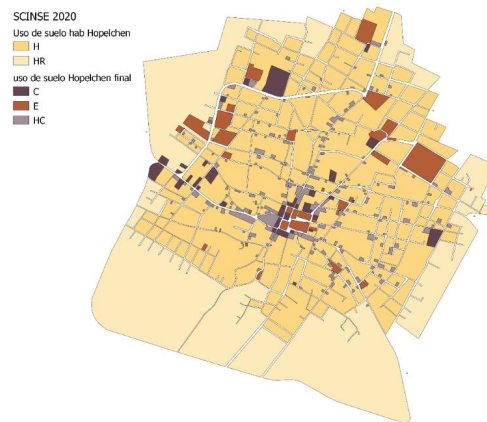 SCINSE 2020
Uso de suelo hab Hopelchen
H
HR
uso de suelo Hopelchen final
C
E
HC